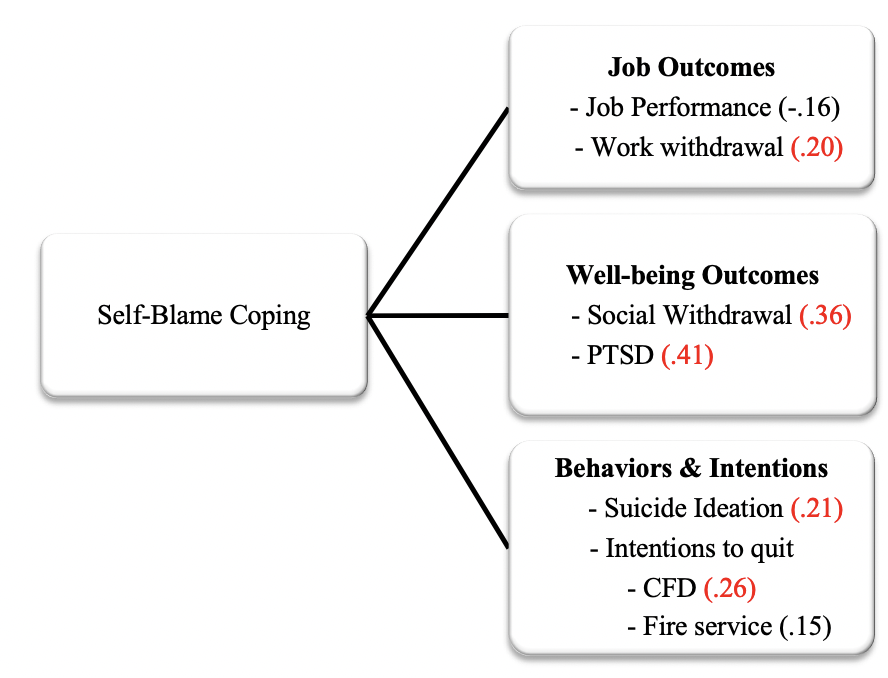 Self-Blame Coping
Job Outcomes
- Job Performance (-.16)
- Work withdrawal (.20)
Well-being Outcomes
- Social Withdrawal (.36)
- PTSD (.41)
Behaviors & Intentions
- Suicide Ideation (.21)
- Intentions to quit
- CFD (.26)
- Fire service (.15)